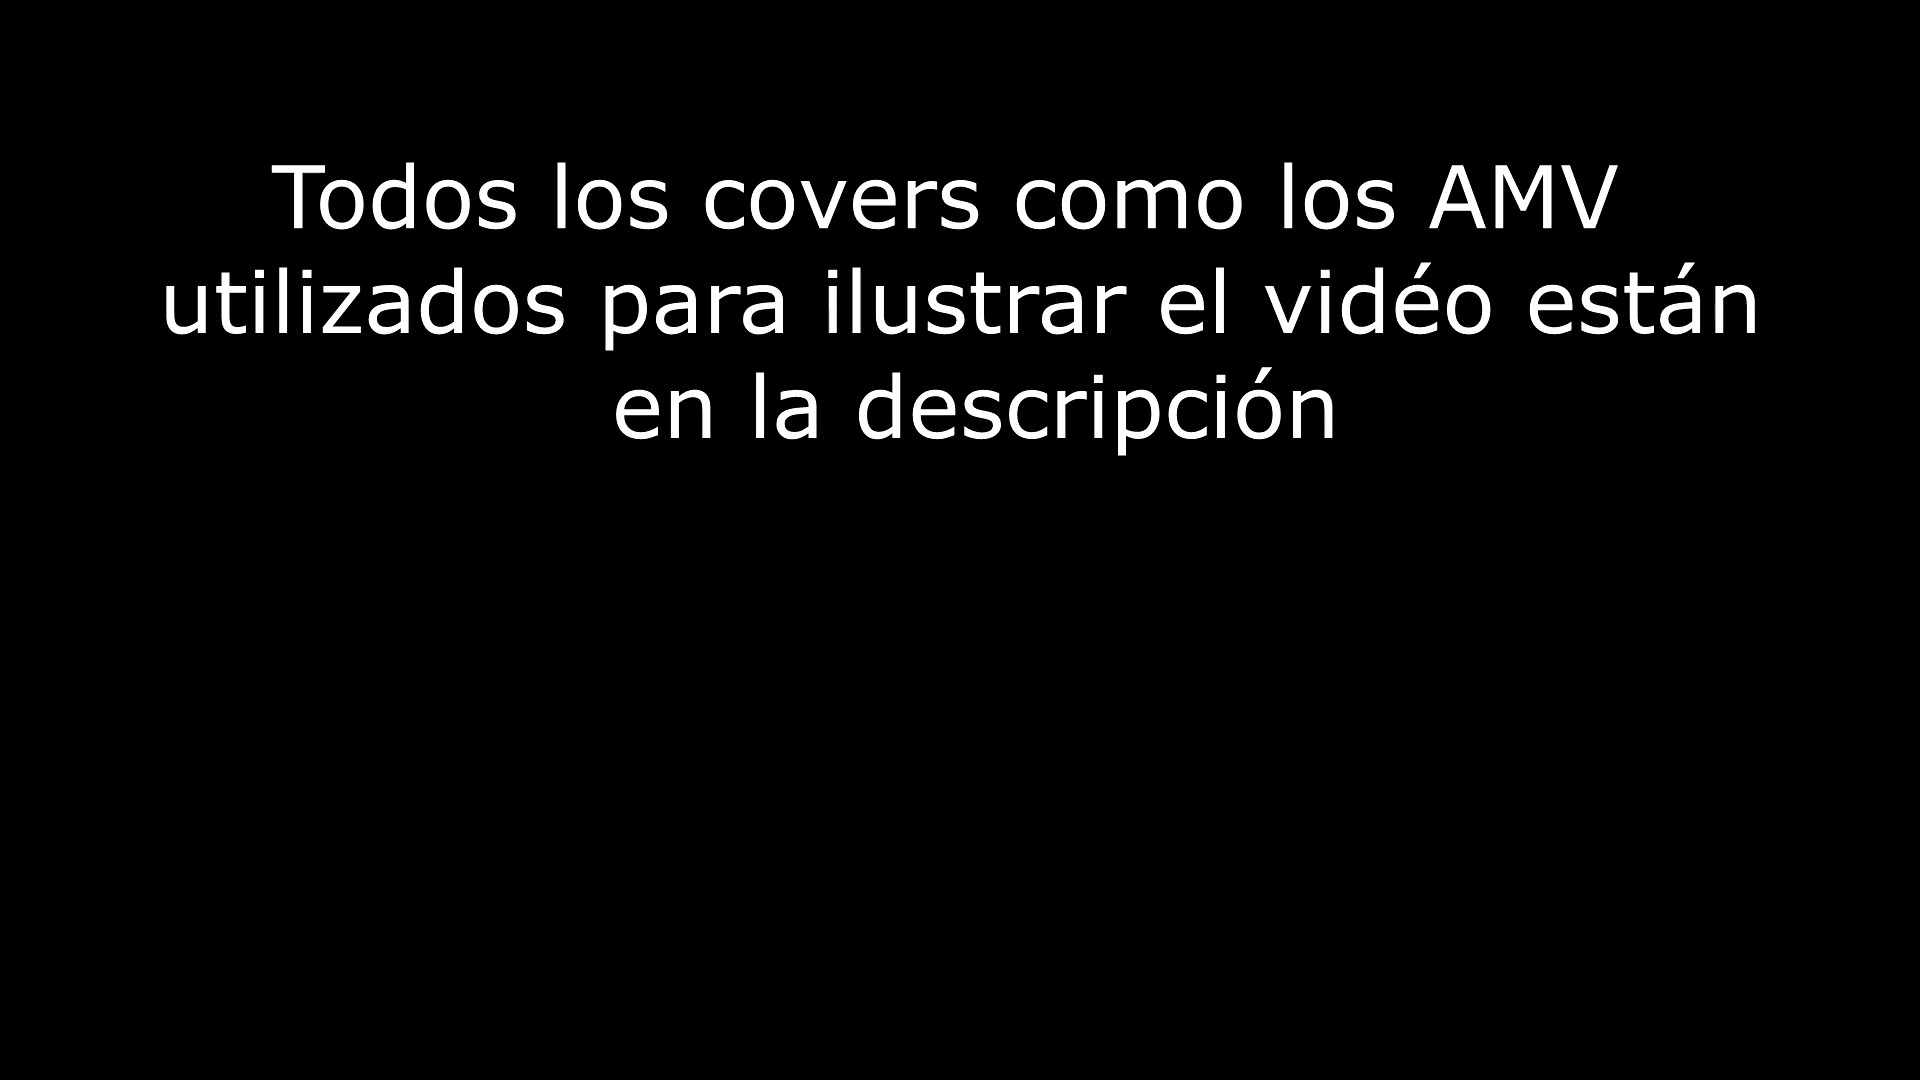 Todos los covers como los AMV
utilizados para ilustrar el vidéo están
en la descripción